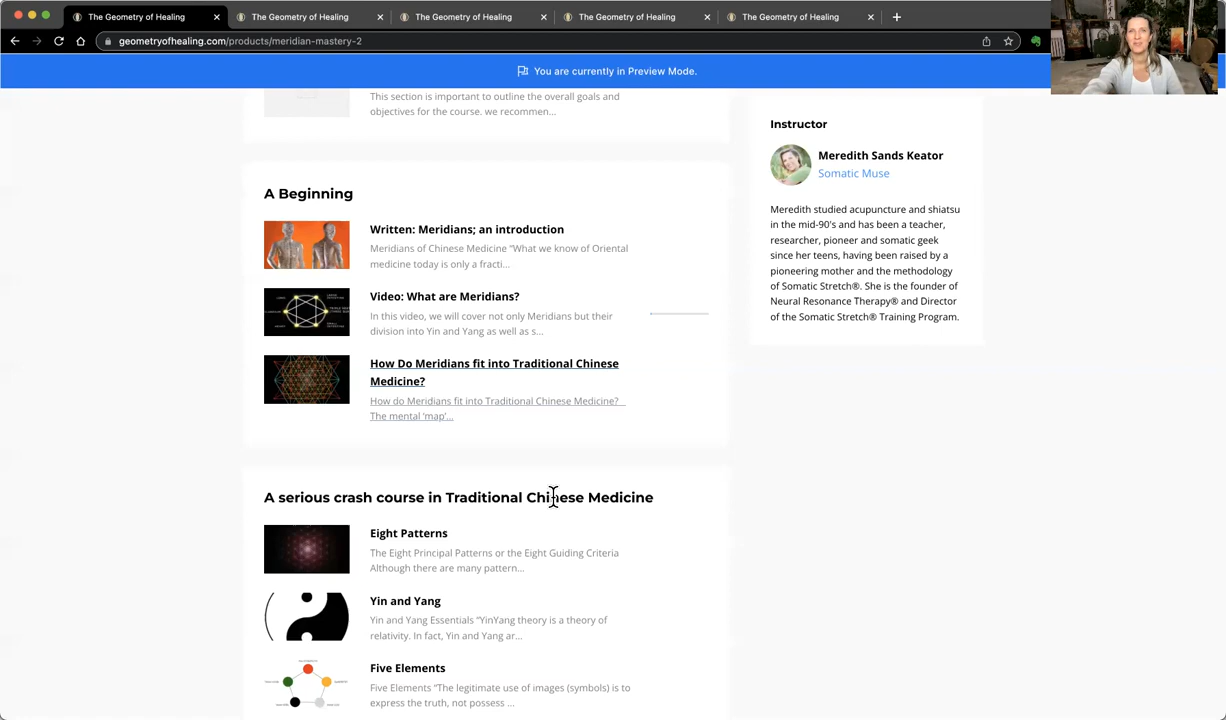 The Geometry of Healing
The Geometry of Healing
The Geometry of Healing
The Geometry of Healing
The Geometry of Healing
geometryofhealing.com/products/meridian-mastery-2
You are currently in Preview Mode.
This section is important to outline the overall goals and
objectives for the course. we recommen...
A Beginning
Written: Meridians; an introduction
Meridians of Chinese Medicine "What we know of Oriental
medicine today is only a fracti...
Video: What are Meridians?
In this video, we will cover not only Meridians but their
division into Yin and Yang as well as s...
How Do Meridians fit into Traditional Chinese
Medicine?
How do Meridians fit into Traditional Chinese Medicine?
The mental 'map'...
A serious crash course in Traditional Chinese Medicine
Eight Patterns
The Eight Principal Patterns or the Eight Guiding Criteria
Although there are many pattern...
Yin and Yang
Yin and Yang Essentials "YinYang theory is a theory of
relativity. In fact, Yin and Yang ar...
Five Elements
Five Elements "The legitimate use of images (symbols) is to
express the truth, not possess ...
Instructor
Meredith Sands Keator
Somatic Muse
Meredith studied acupuncture and shiatsu
in the mid-90's and has been a teacher,
researcher, pioneer and somatic geek
since her teens, having been raised by a
pioneering mother and the methodology
of Somatic Stretch®. She is the founder of
Neural Resonance Therapy® and Director
of the Somatic Stretch® Training Program.